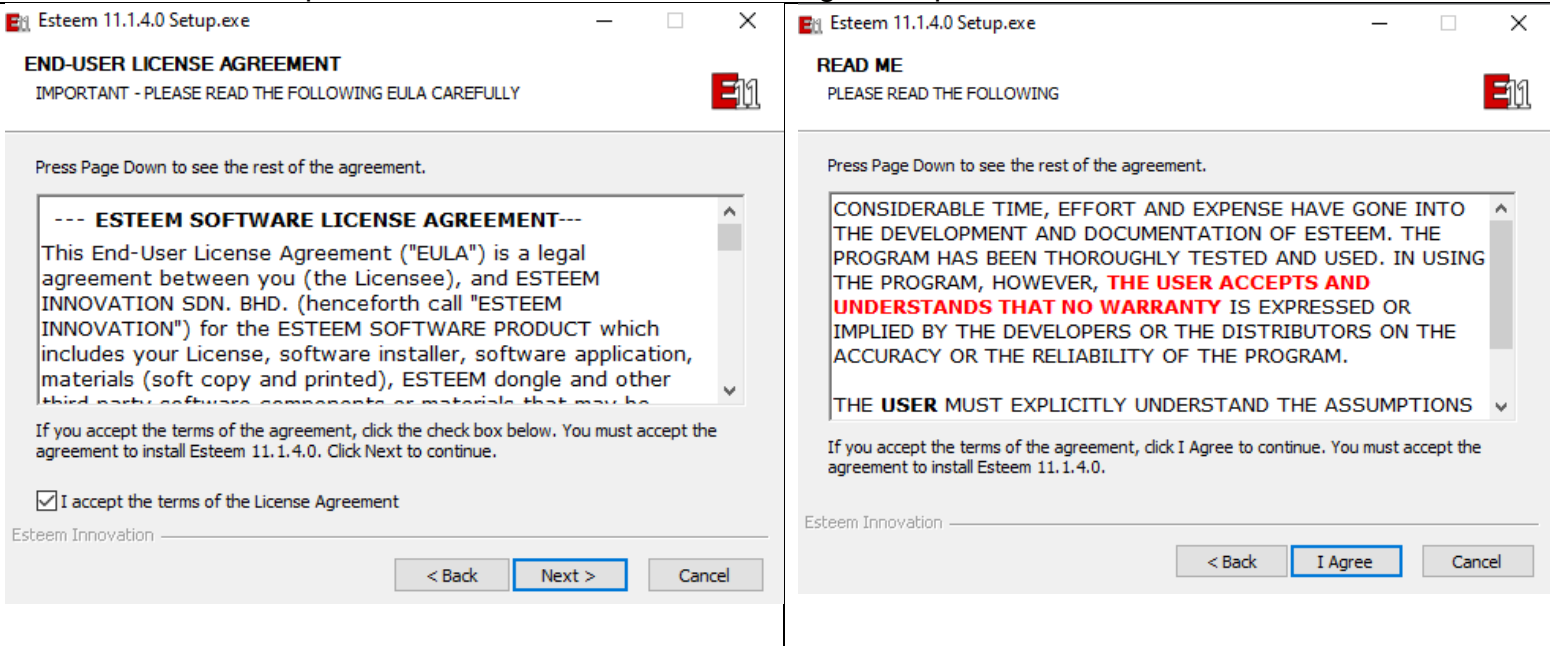 Esteem 11.1.4.0 Setup.exe
END-USER LICENSE AGREEMENT
IMPORTANT - PLEASE READ THE FOLLOWING EULA CAREFULLY
E11
Press Page Down to see the rest of the agreement.
--- ESTEEM SOFTWARE LICENSE AGREEMENT---
This End-User License Agreement ("EULA") is a legal
agreement between you (the Licensee), and ESTEEM
INNOVATION SDN. BHD. (henceforth call "ESTEEM
INNOVATION") for the ESTEEM SOFTWARE PRODUCT which
includes your License, software installer, software application,
materials (soft copy and printed), ESTEEM dongle and other
third party software components or materials that may be
If you accept the terms of the agreement, click the check box below. You must accept the
agreement to install Esteem 11.1.4.0. Click Next to continue.
I accept the terms of the License Agreement
Esteem Innovation
< Back Next > Cancel
Esteem 11.1.4.0 Setup.exe
READ ME
PLEASE READ THE FOLLOWING
E11
Press Page Down to see the rest of the agreement.
CONSIDERABLE TIME, EFFORT AND EXPENSE HAVE GONE INTO
THE DEVELOPMENT AND DOCUMENTATION OF ESTEEM. THE
PROGRAM HAS BEEN THOROUGHLY TESTED AND USED. IN USING
THE PROGRAM, HOWEVER, THE USER ACCEPTS AND
UNDERSTANDS THAT NO WARRANTY IS EXPRESSED OR
IMPLIED BY THE DEVELOPERS OR THE DISTRIBUTORS ON THE
ACCURACY OR THE RELIABILITY OF THE PROGRAM.
THE USER MUST EXPLICITLY UNDERSTAND THE ASSUMPTIONS
If you accept the terms of the agreement, click I Agree to continue. You must accept the
agreement to install Esteem 11.1.4.0.
Esteem Innovation
< Back I Agree Cancel